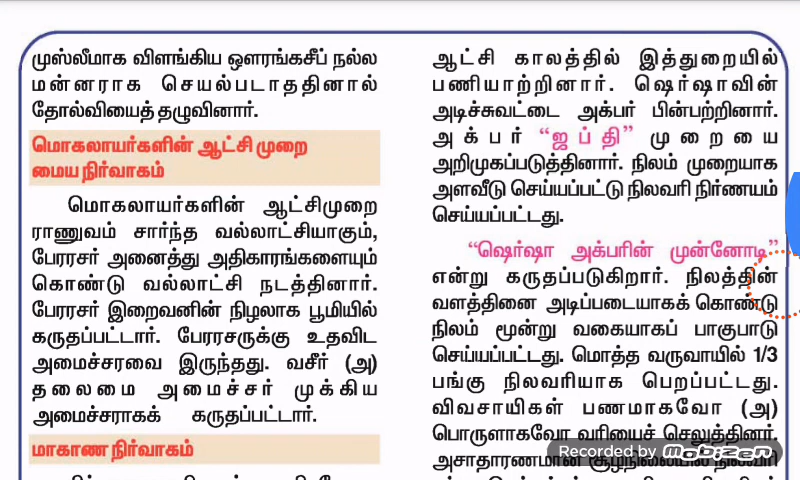 முஸ்லீமாக விளங்கிய ஔரங்கசீப் நல்ல
மன்னராக செயல்படாததினால்
தோல்வியைத் தழுவினார்.
மொகலாயர்களின் ஆட்சி முறை
மைய நிர்வாகம்
மொகலாயர்களின் ஆட்சிமுறை
ராணுவம் சார்ந்த வல்லாட்சியாகும்,
பேரரசர் அனைத்து அதிகாரங்களையும்
கொண்டு வல்லாட்சி நடத்தினார்.
பேரரசர் இறைவனின் நிழலாக பூமியில்
கருதப்பட்டார். பேரரசருக்கு உதவிட
அமைச்சரவை இருந்தது. வசீர் (அ)
தலைமை அமைச்சர் முக்கிய
அமைச்சராகக் கருதப்பட்டார்.
மாகாண நிர்வாகம்
ஆட்சி காலத்தில் இத்துறையில்
பணியாற்றினார். ஷெர்ஷாவின்
அடிச்சுவட்டை அக்பர் பின்பற்றினார்.
அக்பர் “ஜப்தி” முறையை
அறிமுகப்படுத்தினார். நிலம் முறையாக
அளவீடு செய்யப்பட்டு நிலவரி நிர்ணயம்
செய்யப்பட்டது.
“ஷெர்ஷா அக்பரின் முன்னோடி”
என்று கருதப்படுகிறார். நிலத்தின்
வளத்தினை அடிப்படையாகக் கொண்டு
நிலம் மூன்று வகையாகப் பாகுபாடு
செய்யப்பட்டது. மொத்த வருவாயில் 1/3
பங்கு நிலவரியாக பெறப்பட்டது.
விவசாயிகள் பணமாகவோ (அ)
பொருளாகவோ வரியைச் செலுத்தினர்.
அசாதாரணமான சூழ்நிலையில் நிலவரி
Recorded by Mobizen